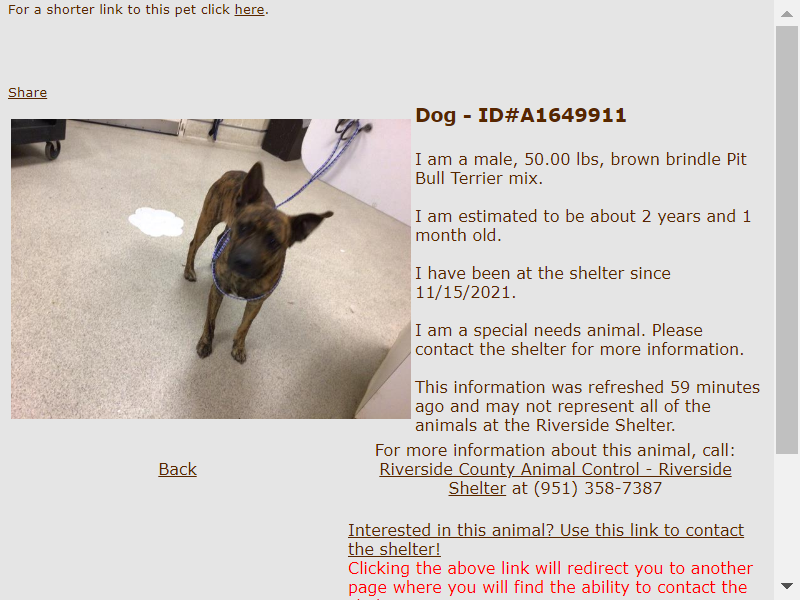 For a shorter link to this pet click here.
Share
Dog - ID#A1649911
I am a male, 50.00 lbs, brown brindle Pit
Bull Terrier mix.
I am estimated to be about 2 years and 1
month old.
I have been at the shelter since
11/15/2021.
I am a special needs animal. Please
contact the shelter for more information.
This information was refreshed 59 minutes
ago and may not represent all of the
animals at the Riverside Shelter.
For more information about this animal, call:
Riverside County Animal Control - Riverside
Shelter at (951) 358-7387
Back
Interested in this animal? Use this link to contact
the shelter!
Clicking the above link will redirect you to another
page where you will find the ability to contact the